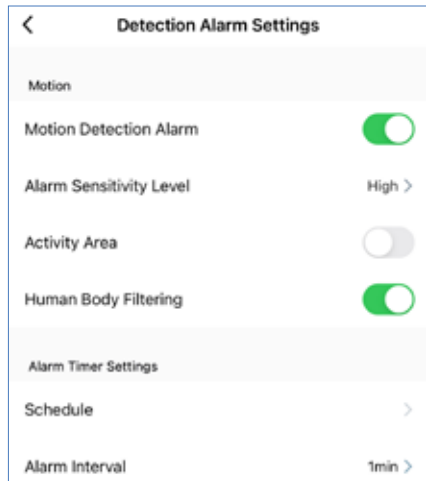 Detection Alarm Settings
Motion
Motion Detection Alarm
Alarm Sensitivity Level High
Activity Area
Human Body Filtering
Alarm Timer Settings
Schedule
Alarm Interval 1min